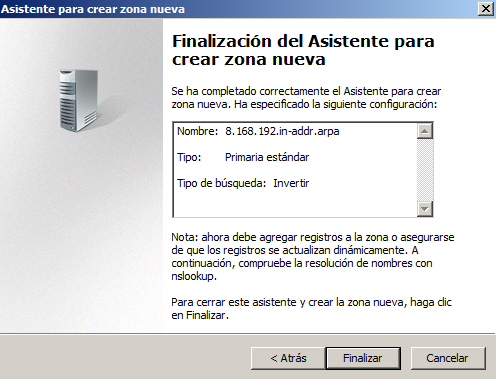 Asistente para crear zona nueva
Finalización del Asistente para
crear zona nueva
Se ha completado correctamente el Asistente para crear
zona nueva. Ha especificado la siguiente configuración:
Nombre: 8.168.192.in-addr.arpa
Tipo: Primaria estándar
Tipo de búsqueda: Invertir
Nota: ahora debe agregar registros a la zona o asegurarse
de que los registros se actualizan dinámicamente. A
continuación, compruebe la resolución de nombres con
nslookup.
Para cerrar este asistente y crear la zona nueva, haga clic
en Finalizar.
< Atrás Finalizar Cancelar